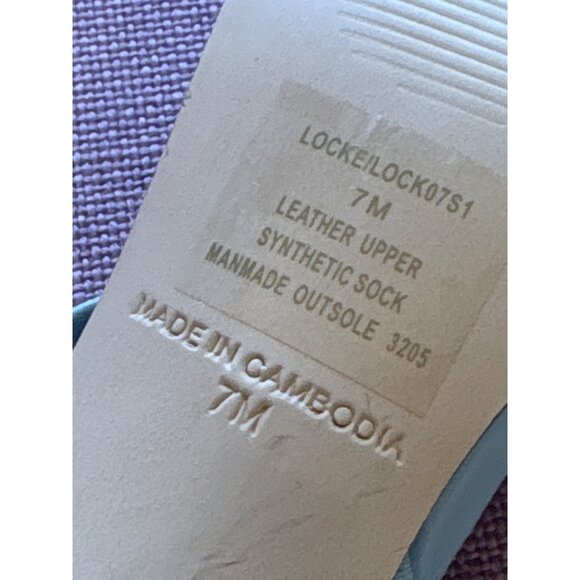 LOCKE/LOCK07S1
7M
LEATHER UPPER
SYNTHETIC SOCK
MANMADE OUTSOLE 3205
MADE IN CAMBODIA
7M